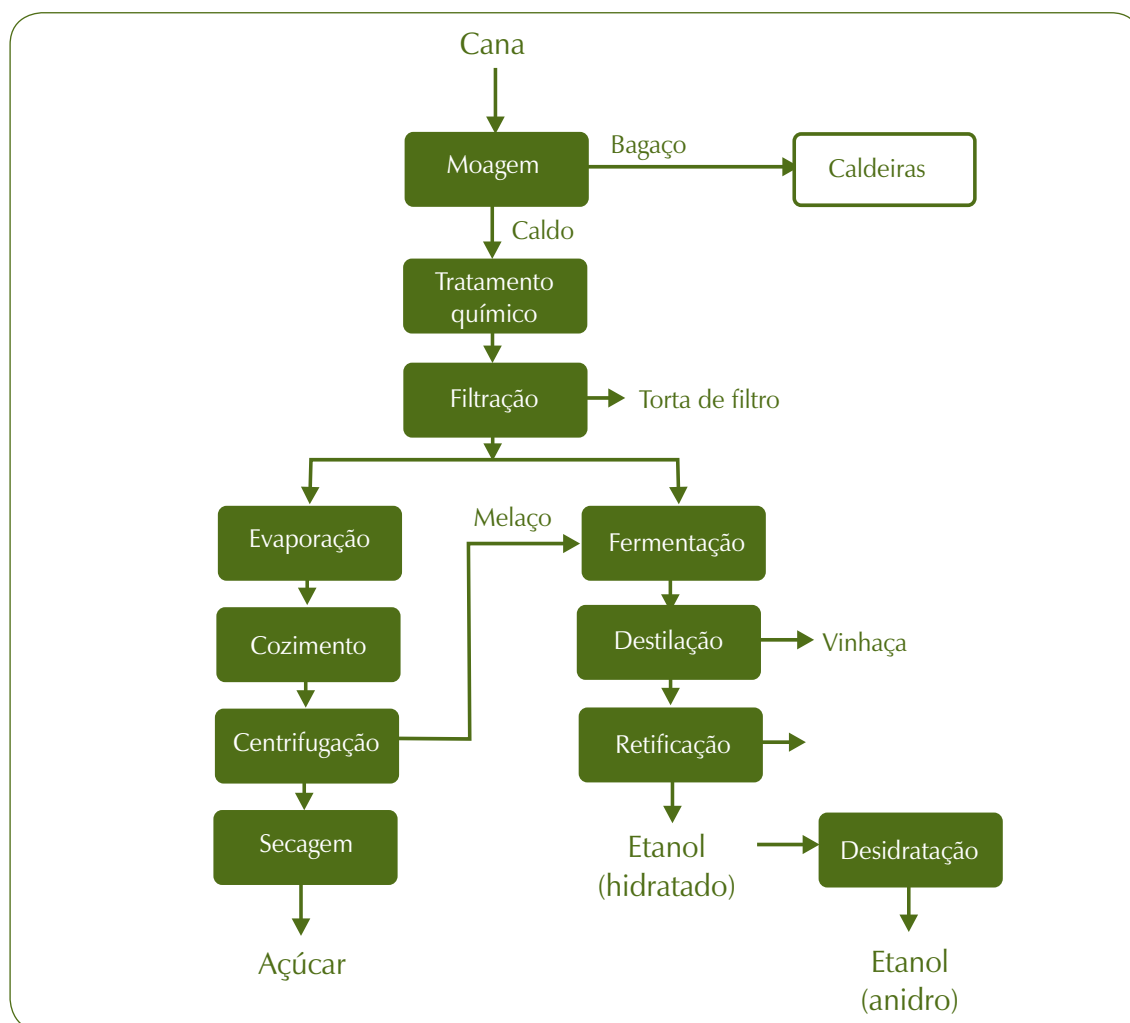 Cana
Moagem
Bagaço
Caldeiras
Caldo
Tratamento
químico
Filtração
Torta de filtro
Evaporação
Melaço
Fermentação
Cozimento
Destilação
Vinhaça
Centrifugação
Retificação
Secagem
Etanol
(hidratado)
Desidratação
Açúcar
Etanol
(anidro)